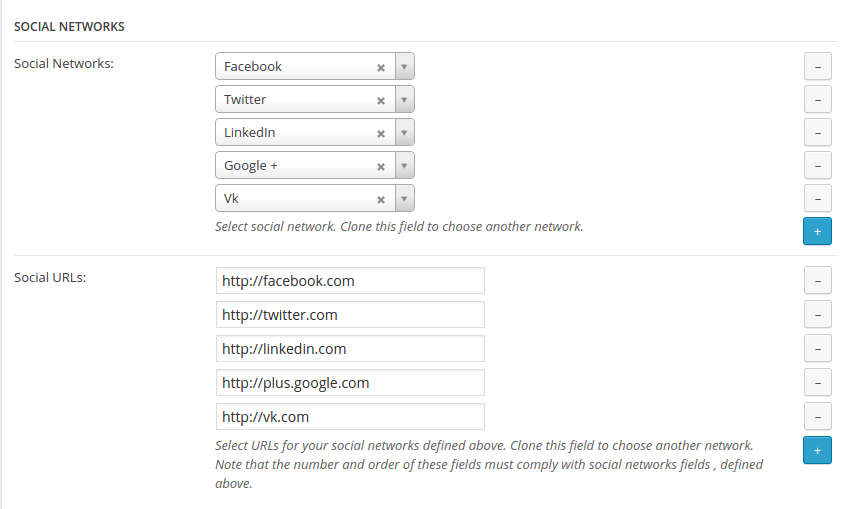 SOCIAL NETWORKS
Social Networks:
Facebook
Twitter
LinkedIn
Google +
Vk
Select social network. Clone this field to choose another network.
Social URLs:
http://facebook.com
http://twitter.com
http://linkedin.com
http://plus.google.com
http://vk.com
Select URLs for your social networks defined above. Clone this field to choose another network.
Note that the number and order of these fields must comply with social networks fields , defined
above.